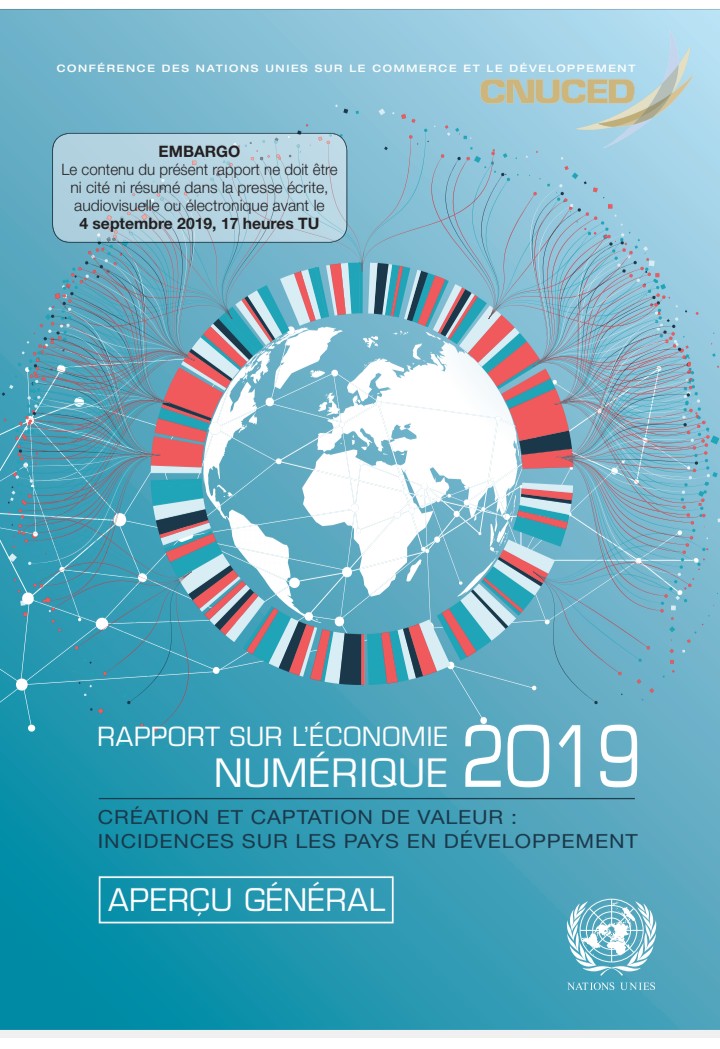 CONFÉRENCE DES NATIONS UNIES SUR LE COMMERCE ET LE DÉVELOPPEMENT
CNUCED
EMBARGO
Le contenu du présent rapport ne doit être
ni cité ni résumé dans la presse écrite,
audiovisuelle ou électronique avant le
4 septembre 2019, 17 heures TU
RAPPORT SUR L'ÉCONOMIE
NUMÉRIQUE 2019
CRÉATION ET CAPTATION DE VALEUR :
INCIDENCES SUR LES PAYS EN DÉVELOPPEMENT
APERÇU GÉNÉRAL
NATIONS UNIES